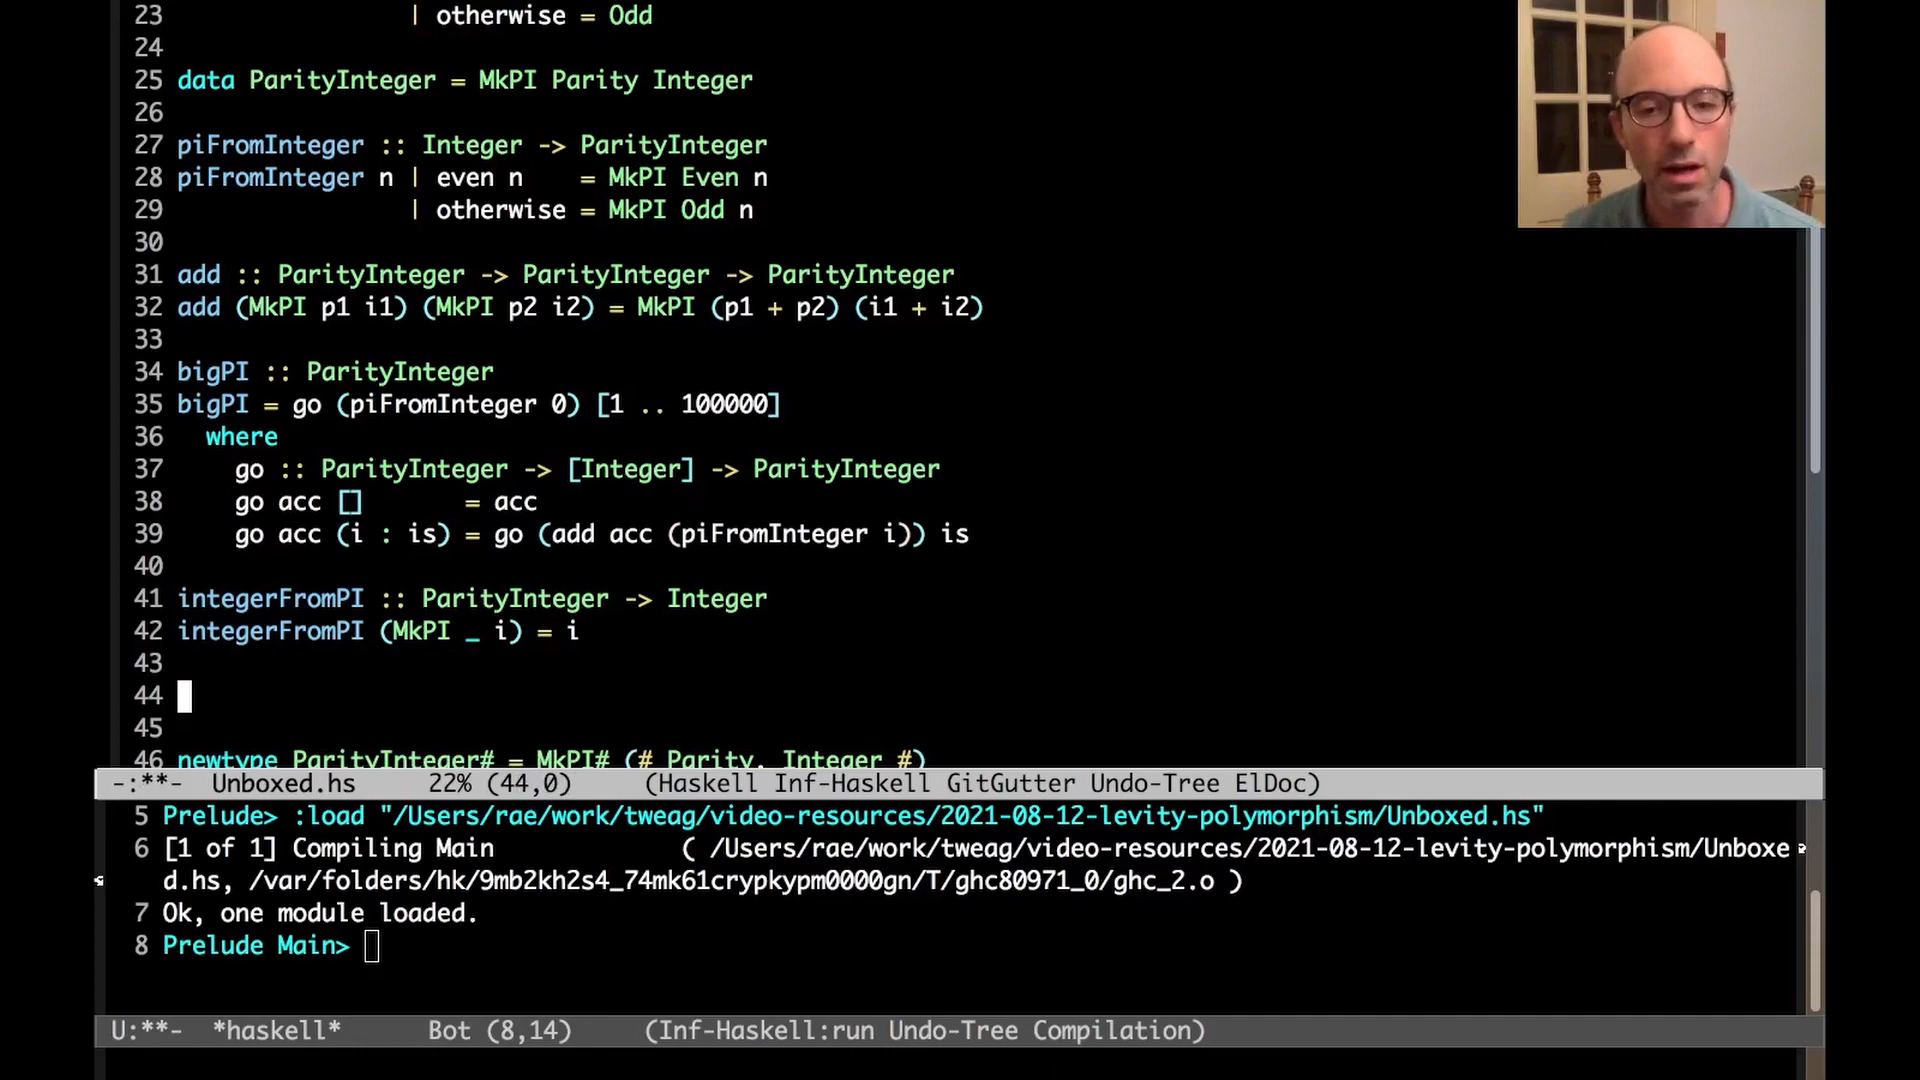 23                  | otherwise = Odd
24
25 data ParityInteger = MkPI Parity Integer
26
27 piFromInteger :: Integer -> ParityInteger
28 piFromInteger n | even n    = MkPI Even n
29                 | otherwise = MkPI Odd n
30
31 add :: ParityInteger -> ParityInteger -> ParityInteger
32 add (MkPI p1 i1) (MkPI p2 i2) = MkPI (p1 + p2) (i1 + i2)
33
34 bigPI :: ParityInteger
35 bigPI = go (piFromInteger 0) [1 .. 100000]
36   where
37     go :: ParityInteger -> [Integer] -> ParityInteger
38     go acc []       = acc
39     go acc (i : is) = go (add acc (piFromInteger i)) is
40
41 integerFromPI :: ParityInteger -> Integer
42 integerFromPI (MkPI _ i) = i
43
44
45
46 newtype ParityInteger# = MkPI# (# Parity, Integer #)
-:**-  Unboxed.hs     22% (44,0)     (Haskell Inf-Haskell GitGutter Undo-Tree ElDoc)
5 Prelude> :load "/Users/rae/work/tweag/video-resources/2021-08-12-levity-polymorphism/Unboxed.hs"
6 [1 of 1] Compiling Main             ( /Users/rae/work/tweag/video-resources/2021-08-12-levity-polymorphism/Unboxe
d.hs, /var/folders/hk/9mb2kh2s4_74mk61crypkypm0000gn/T/ghc80971_0/ghc_2.o )
7 Ok, one module loaded.
8 Prelude Main>
U:**-  *haskell*      Bot (8,14)     (Inf-Haskell:run Undo-Tree Compilation)